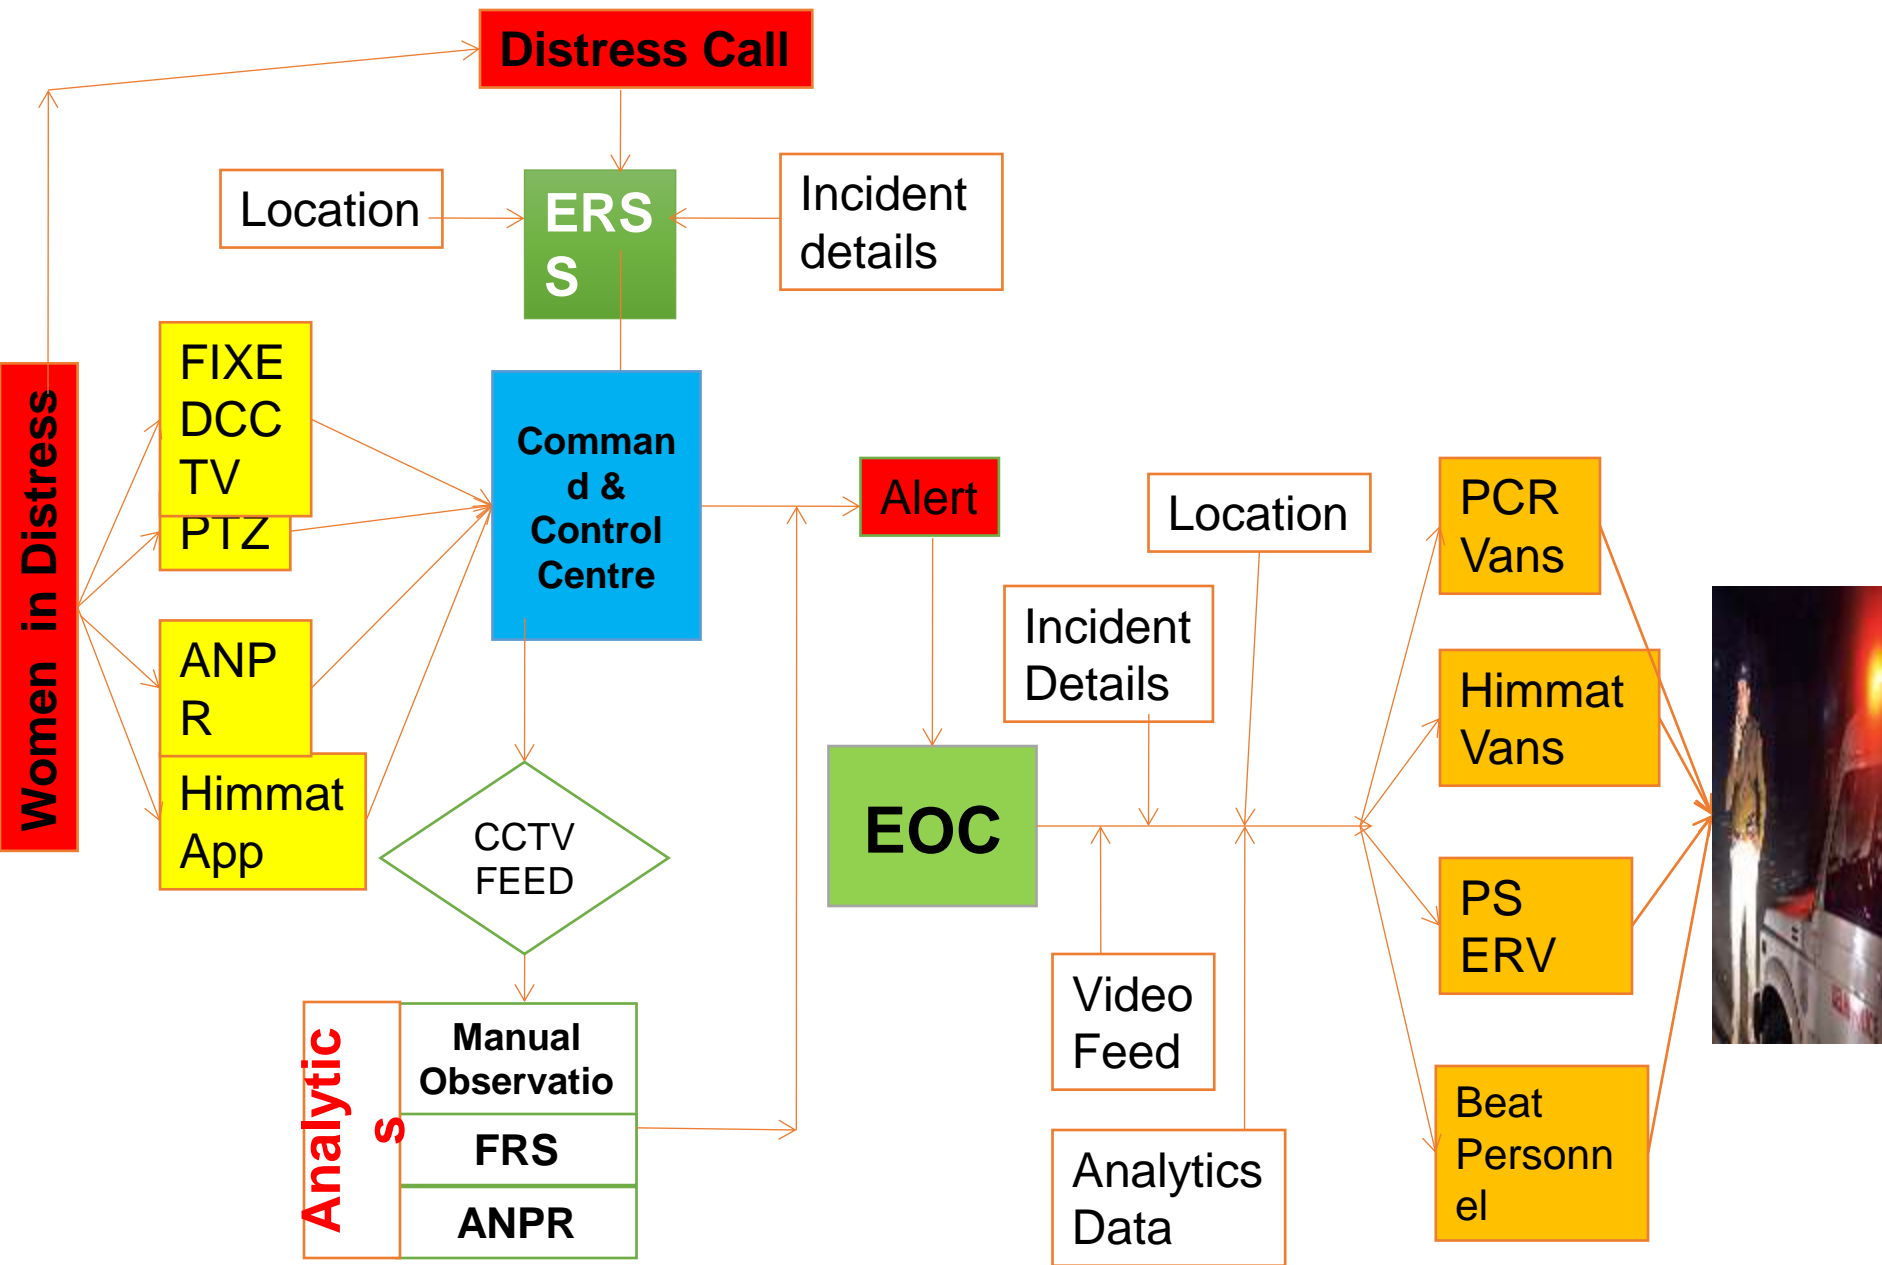 Distress Call
Location
ERS
S
Incident
details
Women  in Distress
FIXE
DCC
TV
PTZ
ANP
R
Himmat
App
Comman
d &
Control
Centre
CCTV
FEED
Analytic
s
Manual
Observatio
FRS
ANPR
Alert
EOC
Incident
Details
Location
Video
Feed
Analytics
Data
PCR
Vans
Himmat
Vans
PS
ERV
Beat
Personn
el